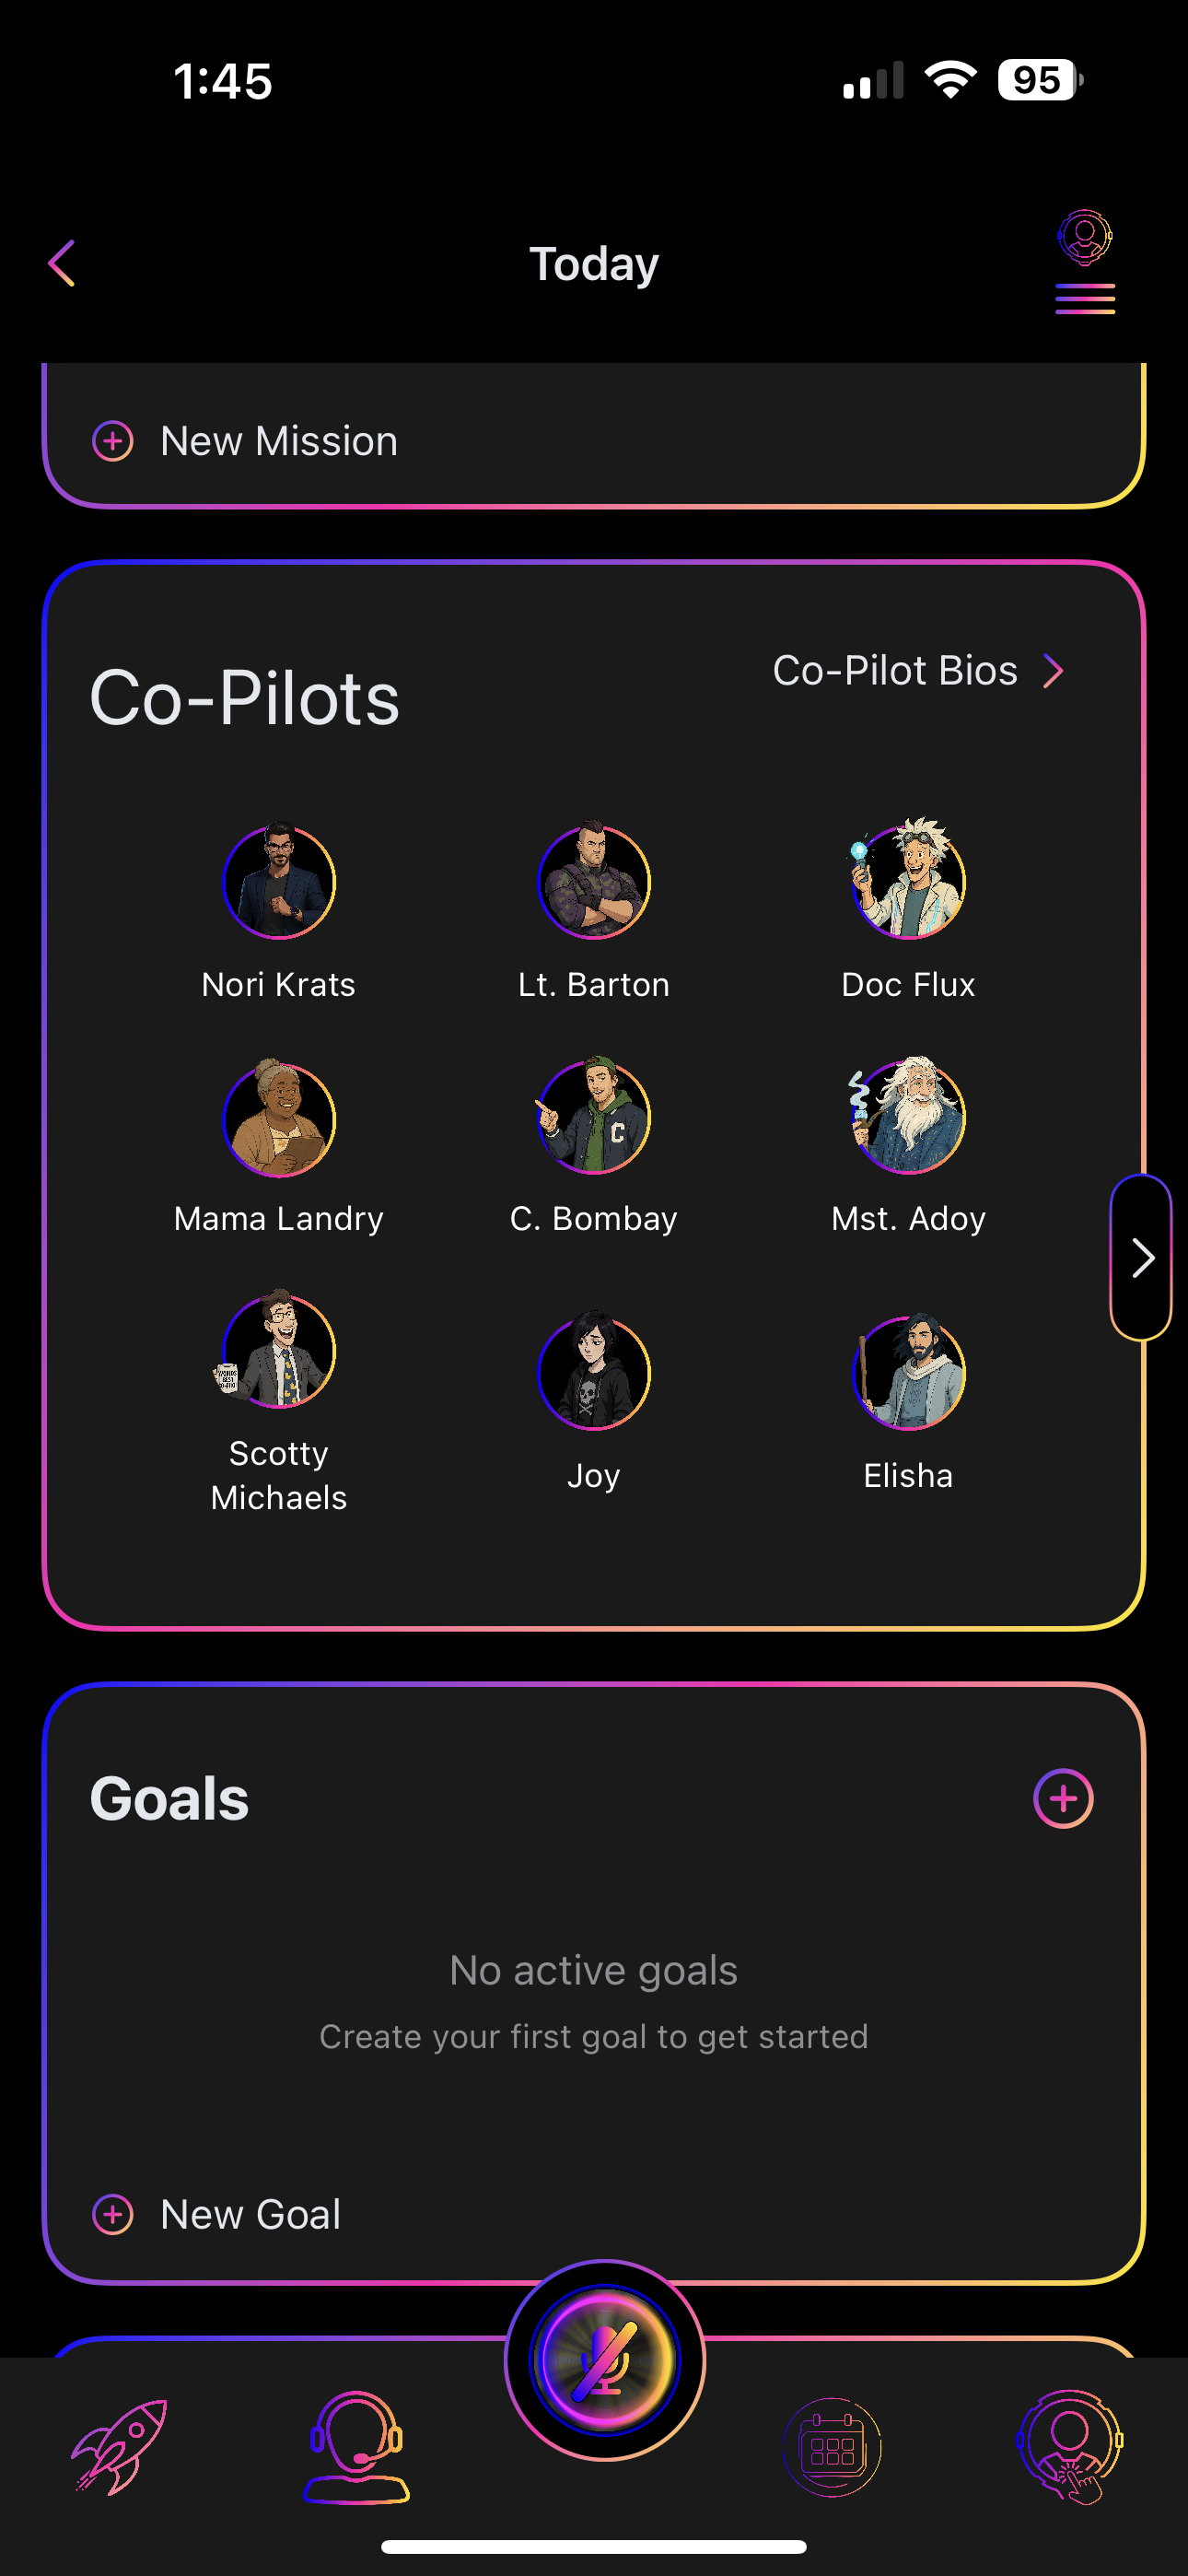 1:45
95
Today
New Mission
Co-Pilots
Co-Pilot Bios
Nori Krats
Lt. Barton
Doc Flux
Mama Landry
C. Bombay
Mst. Adoy
C
WORLDS
BEST
Scotty
Michaels
Joy
Elisha
Goals
No active goals
Create your first goal to get started
New Goal